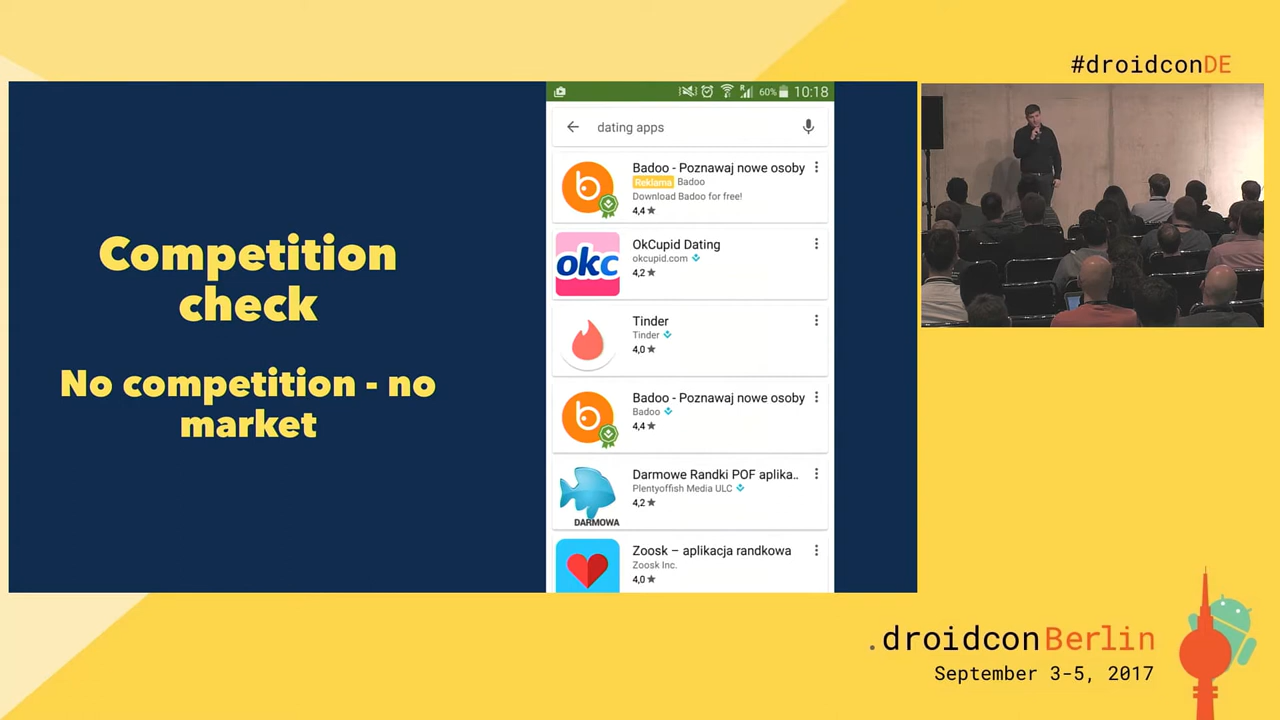 #droidconDE
Competition
check
No competition - no
market
60% 10:18
dating apps
Badoo - Poznawaj nowe osoby
Reklama Badoo
Download Badoo for free!
4,4★
okc
OkCupid Dating
okcupid.com
4,2★
Tinder
Tinder
4,0★
Badoo - Poznawaj nowe osoby
Badoo
4,4★
DARMOWA
Darmowe Randki POF aplika..
Plentyoffish Media ULC
4,2★
Zoosk – aplikacja randkowa
Zoosk Inc.
4,0★
.droidconBerlin
September 3-5, 2017